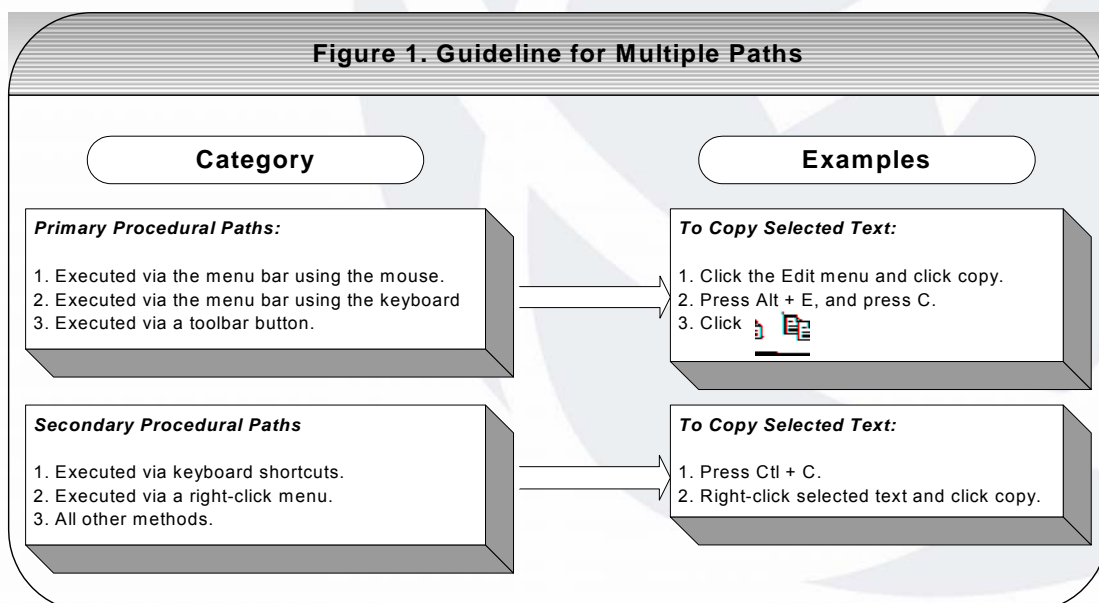 Figure 1. Guideline for Multiple Paths
Category
Examples
Primary Procedural Paths:
1. Executed via the menu bar using the mouse.
2. Executed via the menu bar using the keyboard
3. Executed via a toolbar button.
To Copy Selected Text:
1. Click the Edit menu and click copy.
2. Press Alt + E, and press C.
3. Click
Secondary Procedural Paths
1. Executed via keyboard shortcuts.
2. Executed via a right-click menu.
3. All other methods.
To Copy Selected Text:
1. Press Ctl + C.
2. Right-click selected text and click copy.